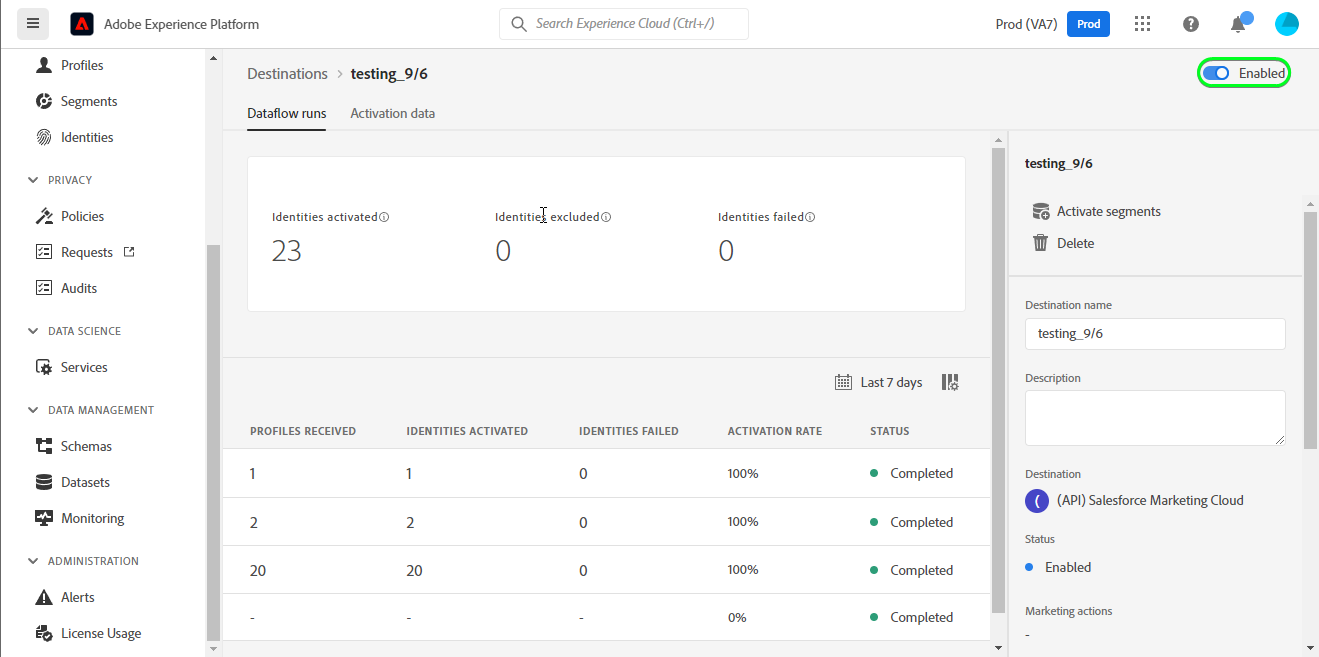 Adobe Experience Platform
Search Experience Cloud (Ctrl+/)
Prod (VA7)
Prod
Profiles
Segments
Identities
PRIVACY
Policies
Requests
Audits
DATA SCIENCE
Services
DATA MANAGEMENT
Schemas
Datasets
Monitoring
ADMINISTRATION
Alerts
License Usage
Destinations > testing_9/6
Enabled
Dataflow runs Activation data
Identities activated Identities excluded Identities failed
23 0 0
Last 7 days
PROFILES RECEIVED IDENTITIES ACTIVATED IDENTITIES FAILED ACTIVATION RATE STATUS
1 1 0 100% Completed
2 2 0 100% Completed
20 20 0 100% Completed
- - - 0% Completed
testing_9/6
Activate segments
Delete
Destination name
testing_9/6
Description
Destination
( (API) Salesforce Marketing Cloud
Status
Enabled
Marketing actions
-